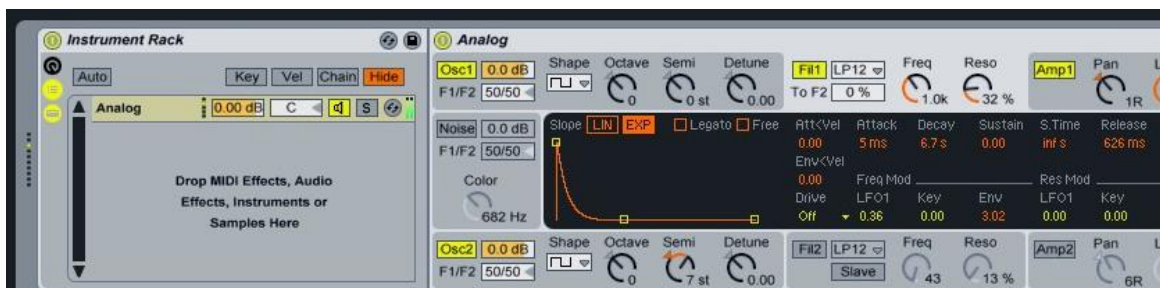 Instrument Rack
Auto Key Vel Chain Hide
Analog 0.00 dB C S
Drop MIDI Effects, Audio
Effects, Instruments or
Samples Here
Analog
Osc1 0.0 dB Shape Octave Semi Detune Fil1 LP12 Freq Reso Amp1 Pan L
F1/F2 50/50 0 0 st 0.00 To F2 0 % 1.0k 32 % 1R
Noise 0.0 dB Slope LIN EXP Legato Free Att<Vel Attack Decay Sustain S.Time Release
F1/F2 50/50 0.00 5 ms 6.7 s 0.00 inf s 626 ms
Env<Vel
Color 0.00 Freq Mod Res Mod
Drive LFO1 Key Env LFO1 Key
682 Hz Off 0.36 0.00 3.02 0.00 0.00
Osc2 0.0 dB Shape Octave Semi Detune Fil2 LP12 Freq Reso Amp2 Pan L
F1/F2 50/50 0 7 st 0.00 Slave 43 13 % 6R